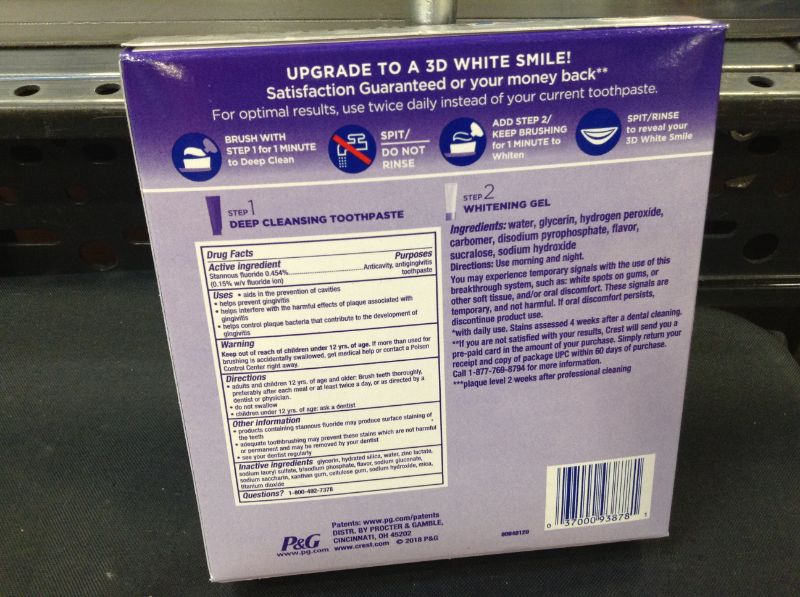 UPGRADE TO A 3D WHITE SMILE!
Satisfaction Guaranteed or your money back**
For optimal results, use twice daily instead of your current toothpaste.
BRUSH WITH
STEP 1 for 1 MINUTE
to Deep Clean
SPIT/
DO NOT
RINSE
ADD STEP 2/
KEEP BRUSHING
for 1 MINUTE to
Whiten
SPIT/RINSE
to reveal your
3D White Smile
STEP 1
DEEP CLEANSING TOOTHPASTE
Drug Facts
Active ingredient Purposes
Stannous fluoride 0.454%..........Anticavity, antigingivitis
(0.15% w/v fluoride ion) toothpaste
Uses • aids in the prevention of cavities
• helps prevent gingivitis
• helps interfere with the harmful effects of plaque associated with
gingivitis
• helps control plaque bacteria that contribute to the development of
gingivitis
Warning
Keep out of reach of children under 12 yrs. of age. If more than used for
brushing is accidentally swallowed, get medical help or contact a Poison
Control Center right away.
Directions
• adults and children 12 yrs. of age and older: Brush teeth thoroughly,
preferably after each meal or at least twice a day, or as directed by a
dentist or physician.
• do not swallow
• children under 12 yrs. of age: ask a dentist
Other information
• products containing stannous fluoride may produce surface staining of
the teeth
• adequate toothbrushing may prevent these stains which are not harmful
or permanent and may be removed by your dentist
• see your dentist regularly
Inactive ingredients glycerin, hydrated silica, water, zinc lactate,
sodium lauryl sulfate, trisodium phosphate, flavor, sodium gluconate,
sodium saccharin, xanthan gum, cellulose gum, sodium hydroxide, mica,
titanium dioxide
Questions? 1-800-492-7378
STEP 2
WHITENING GEL
Ingredients: water, glycerin, hydrogen peroxide,
carbomer, disodium pyrophosphate, flavor,
sucralose, sodium hydroxide
Directions: Use morning and night.
You may experience temporary signals with the use of this
breakthrough system, such as: white spots on gums, or
other soft tissue, and/or oral discomfort. These signals are
temporary, and not harmful. If oral discomfort persists,
discontinue product use.
*with daily use. Stains assessed 4 weeks after a dental cleaning.
**If you are not satisfied with your results, Crest will send you a
pre-paid card in the amount of your purchase. Simply return your
receipt and copy of package UPC within 60 days of purchase.
Call 1-877-769-8794 for more information.
***plaque level 2 weeks after professional cleaning
P&G
www.pg.com
Patents: www.pg.com/patents
DISTR. BY PROCTER & GAMBLE,
CINCINNATI, OH 45202
www.crest.com © 2018 P&G
0 37000 93878 1